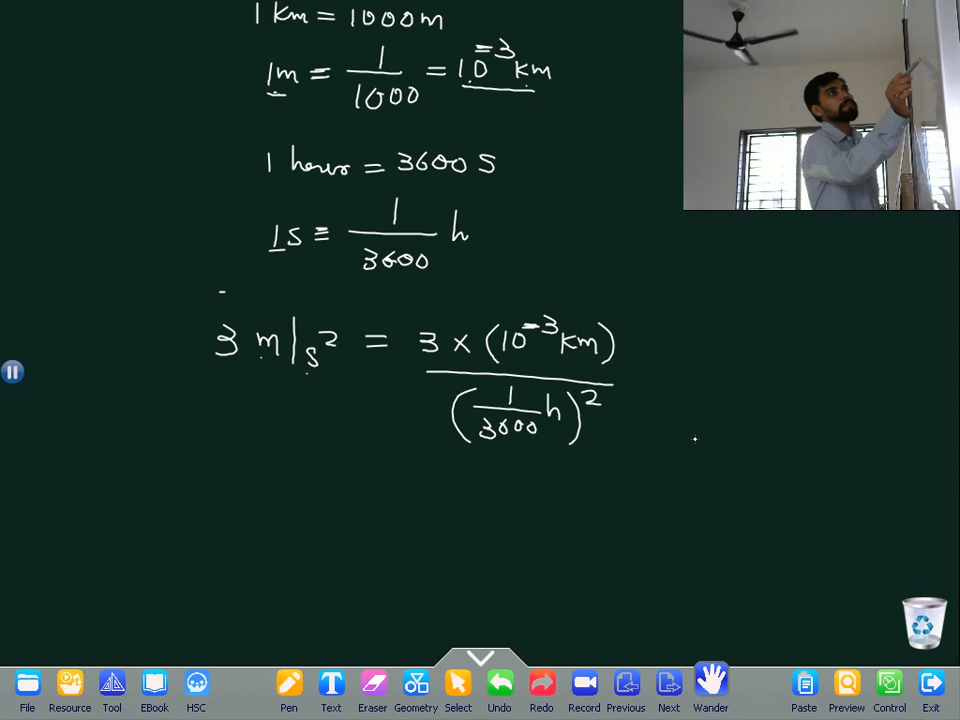 1 km = 1000m
1m = 1/1000 = 10⁻³ km
1 hour = 3600 S
1s = 1/3600 h
3 m/s² = 3 × (10⁻³ km) / (1/3600 h)²
File Resource Tool EBook HSC Pen Text Eraser Geometry Select Undo Redo Record Previous Next Wander Paste Preview Control Exit